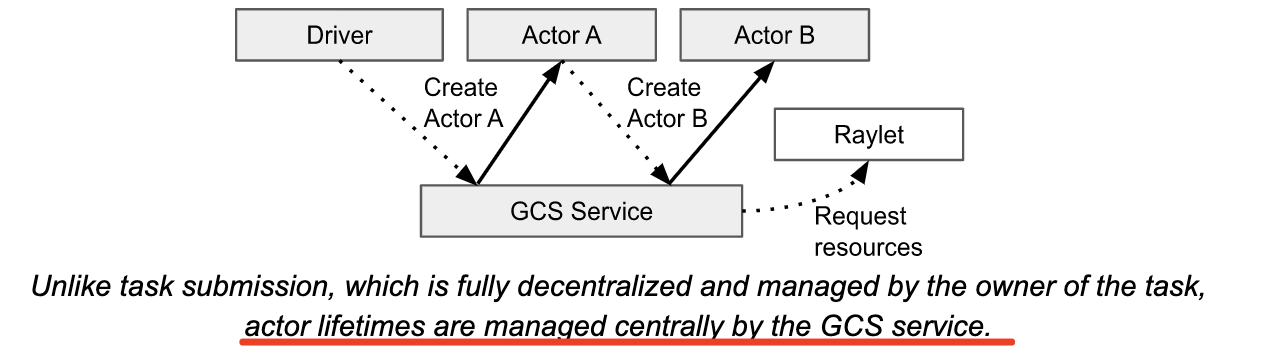 Driver
Actor A
Actor B
Create
Actor A
Create
Actor B
Raylet
GCS Service
Request
resources
Unlike task submission, which is fully decentralized and managed by the owner of the task,
actor lifetimes are managed centrally by the GCS service.